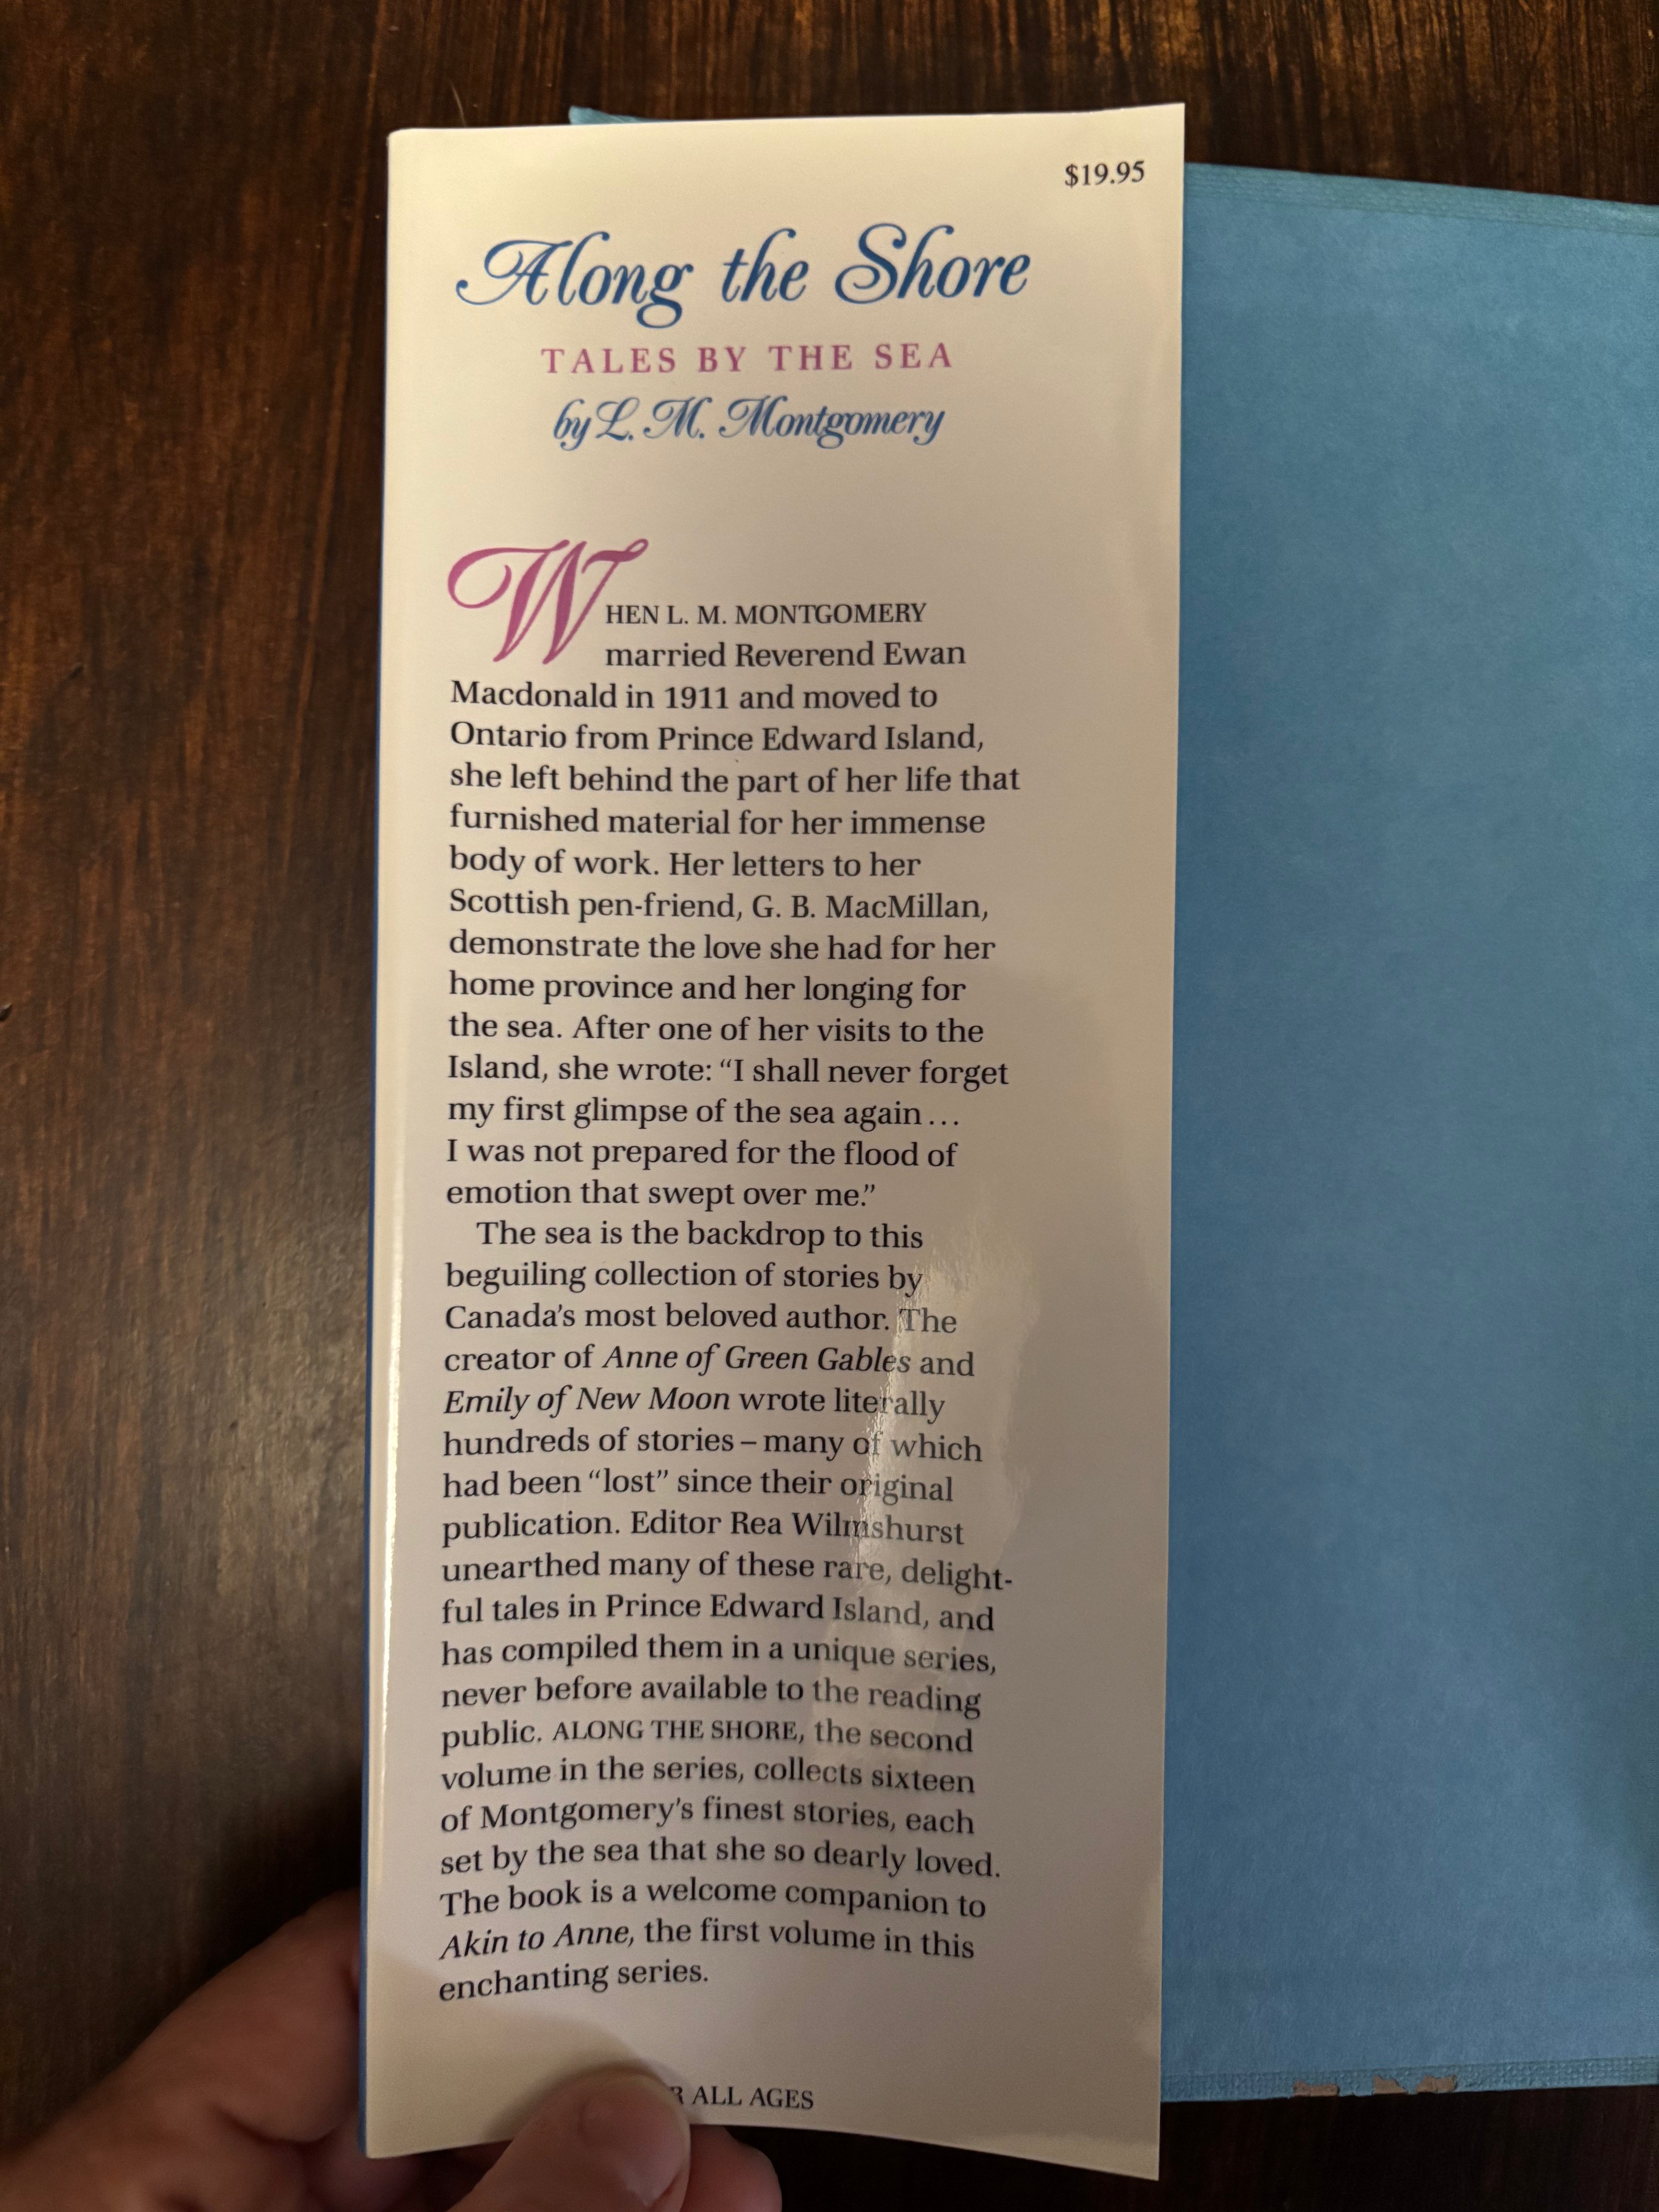 $19.95
Along the Shore
TALES BY THE SEA
by L. M. Montgomery
WHEN L. M. MONTGOMERY
married Reverend Ewan
Macdonald in 1911 and moved to
Ontario from Prince Edward Island,
she left behind the part of her life that
furnished material for her immense
body of work. Her letters to her
Scottish pen-friend, G. B. MacMillan,
demonstrate the love she had for her
home province and her longing for
the sea. After one of her visits to the
Island, she wrote: “I shall never forget
my first glimpse of the sea again...
I was not prepared for the flood of
emotion that swept over me.”
The sea is the backdrop to this
beguiling collection of stories by
Canada’s most beloved author. The
creator of Anne of Green Gables and
Emily of New Moon wrote literally
hundreds of stories – many of which
had been “lost” since their original
publication. Editor Rea Wilmshurst
unearthed many of these rare, delight-
ful tales in Prince Edward Island, and
has compiled them in a unique series,
never before available to the reading
public. ALONG THE SHORE, the second
volume in the series, collects sixteen
of Montgomery’s finest stories, each
set by the sea that she so dearly loved.
The book is a welcome companion to
Akin to Anne, the first volume in this
enchanting series.
ALL AGES